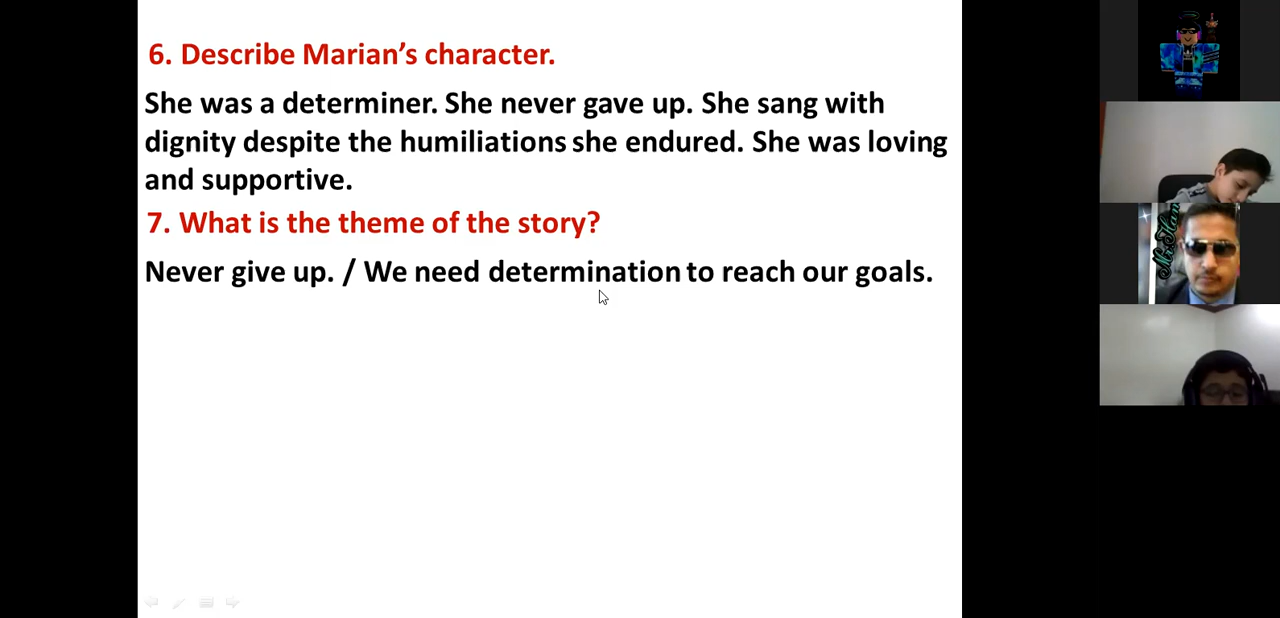 6. Describe Marian’s character.
She was a determiner. She never gave up. She sang with
dignity despite the humiliations she endured. She was loving
and supportive.
7. What is the theme of the story?
Never give up. / We need determination to reach our goals.